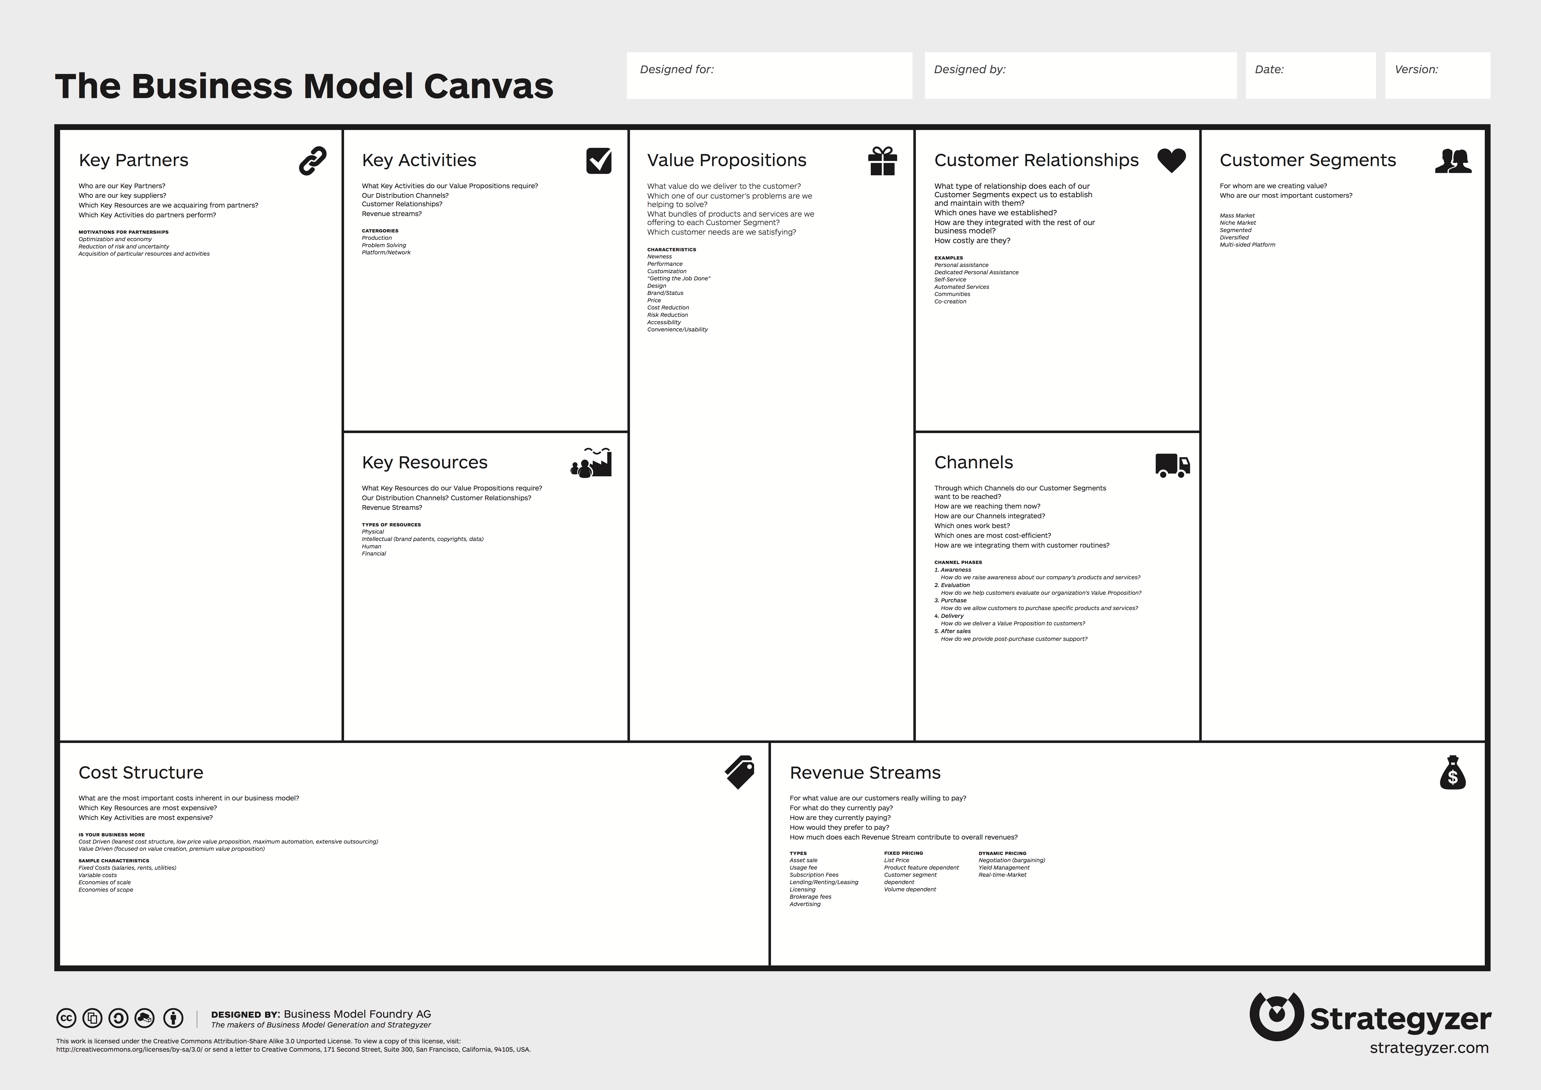 The Business Model Canvas
Designed for:
Designed by:
Date:
Version:
Key Partners
Who are our Key Partners?
Who are our key suppliers?
Which Key Resources are we acquairing from partners?
Which Key Activities do partners perform?
MOTIVATIONS FOR PARTNERSHIPS
Optimization and economy
Reduction of risk and uncertainty
Acquisition of particular resources and activities
Key Activities
What Key Activities do our Value Propositions require?
Our Distribution Channels?
Customer Relationships?
Revenue streams?
CATERGORIES
Production
Problem Solving
Platform/Network
Key Resources
What Key Resources do our Value Propositions require?
Our Distribution Channels? Customer Relationships?
Revenue Streams?
TYPES OF RESOURCES
Physical
Intellectual (brand patents, copyrights, data)
Human
Financial
Value Propositions
What value do we deliver to the customer?
Which one of our customer's problems are we
helping to solve?
What bundles of products and services are we
offering to each Customer Segment?
Which customer needs are we satisfying?
CHARACTERISTICS
Newness
Performance
Customization
"Getting the Job Done"
Design
Brand/Status
Price
Cost Reduction
Risk Reduction
Accessibility
Convenience/Usability
Customer Relationships
What type of relationship does each of our
Customer Segments expect us to establish
and maintain with them?
Which ones have we established?
How are they integrated with the rest of our
business model?
How costly are they?
EXAMPLES
Personal assistance
Dedicated Personal Assistance
Self-Service
Automated Services
Communities
Co-creation
Channels
Through which Channels do our Customer Segments
want to be reached?
How are we reaching them now?
How are our Channels integrated?
Which ones work best?
Which ones are most cost-efficient?
How are we integrating them with customer routines?
CHANNEL PHASES
1. Awareness
How do we raise awareness about our company's products and services?
2. Evaluation
How do we help customers evaluate our organization's Value Proposition?
3. Purchase
How do we allow customers to purchase specific products and services?
4. Delivery
How do we deliver a Value Proposition to customers?
5. After sales
How do we provide post-purchase customer support?
Customer Segments
For whom are we creating value?
Who are our most important customers?
Mass Market
Niche Market
Segmented
Diversified
Multi-sided Platform
Cost Structure
What are the most important costs inherent in our business model?
Which Key Resources are most expensive?
Which Key Activities are most expensive?
IS YOUR BUSINESS MORE
Cost Driven (leanest cost structure, low price value proposition, maximum automation, extensive outsourcing)
Value Driven (focused on value creation, premium value proposition)
SAMPLE CHARACTERISTICS
Fixed Costs (salaries, rents, utilities)
Variable costs
Economies of scale
Economies of scope
Revenue Streams
For what value are our customers really willing to pay?
For what do they currently pay?
How are they currently paying?
How would they prefer to pay?
How much does each Revenue Stream contribute to overall revenues?
TYPES
Asset sale
Usage fee
Subscription Fees
Lending/Renting/Leasing
Licensing
Brokerage fees
Advertising
FIXED PRICING
List Price
Product feature dependent
Customer segment
dependent
Volume dependent
DYNAMIC PRICING
Negotiation (bargaining)
Yield Management
Real-time-Market
$
cc
DESIGNED BY: Business Model Foundry AG
The makers of Business Model Generation and Strategyzer
This work is licensed under the Creative Commons Attribution-Share Alike 3.0 Unported License. To view a copy of this license, visit:
http://creativecommons.org/licenses/by-sa/3.0/ or send a letter to Creative Commons, 171 Second Street, Suite 300, San Francisco, California, 94105, USA.
Strategyzer
strategyzer.com